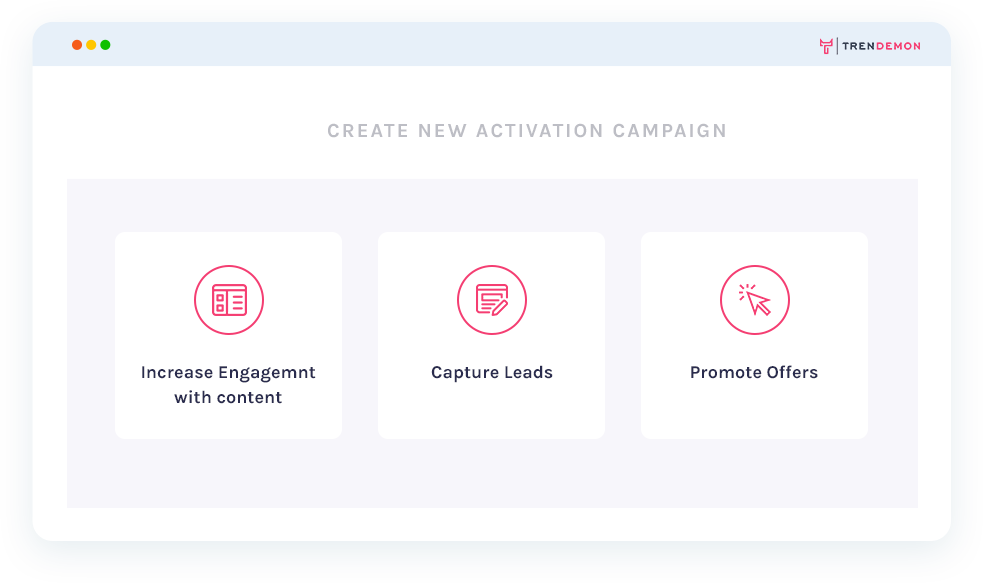 TRENDEMON
CREATE NEW ACTIVATION CAMPAIGN
Increase Engagemnt
with content
Capture Leads
Promote Offers